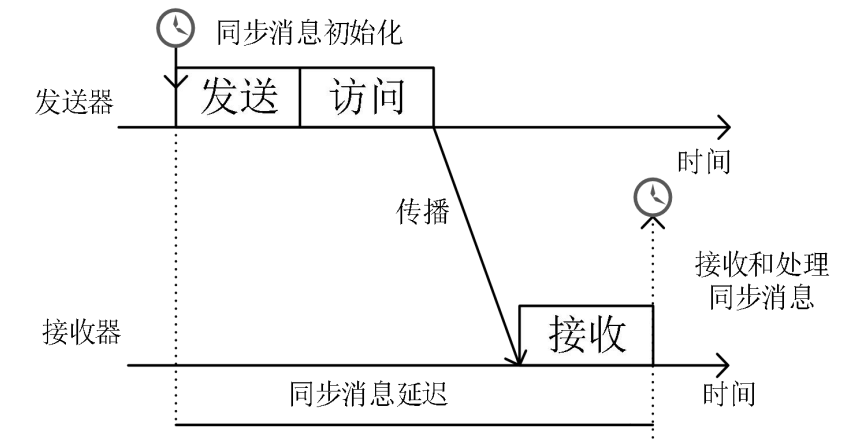 同步消息初始化
发送
访问
发送器
时间
传播
接收和处理
同步消息
接收
接收器
同步消息延迟
时间